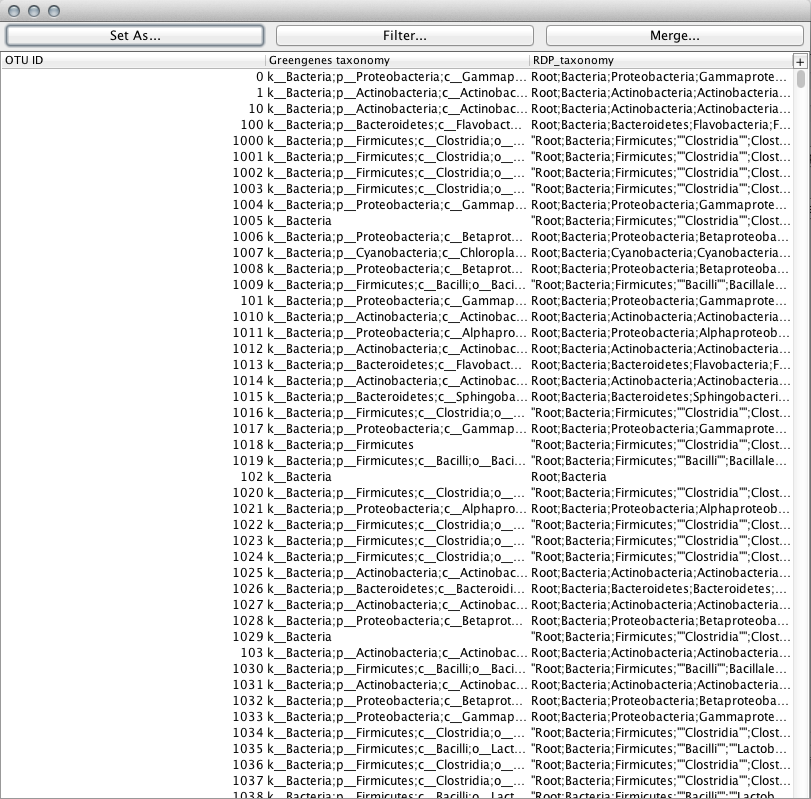 Set As... Filter... Merge...
OTU ID Greengenes taxonomy RDP_taxonomy +
0 k__Bacteria;p__Proteobacteria;c__Gammap... Root;Bacteria;Proteobacteria;Gammaprote...
1 k__Bacteria;p__Actinobacteria;c__Actinobac... Root;Bacteria;Actinobacteria;Actinobacteria...
10 k__Bacteria;p__Actinobacteria;c__Actinobac... Root;Bacteria;Actinobacteria;Actinobacteria...
100 k__Bacteria;p__Bacteroidetes;c__Flavobact... Root;Bacteria;Bacteroidetes;Flavobacteria;F...
1000 k__Bacteria;p__Firmicutes;c__Clostridia;o__... "Root;Bacteria;Firmicutes;""Clostridia"";Clost...
1001 k__Bacteria;p__Firmicutes;c__Clostridia;o__... "Root;Bacteria;Firmicutes;""Clostridia"";Clost...
1002 k__Bacteria;p__Firmicutes;c__Clostridia;o__... "Root;Bacteria;Firmicutes;""Clostridia"";Clost...
1003 k__Bacteria;p__Firmicutes;c__Clostridia;o__... "Root;Bacteria;Firmicutes;""Clostridia"";Clost...
1004 k__Bacteria;p__Proteobacteria;c__Gammap... Root;Bacteria;Proteobacteria;Gammaprote...
1005 k__Bacteria "Root;Bacteria;Firmicutes;""Clostridia"";Clost...
1006 k__Bacteria;p__Proteobacteria;c__Betaprot... Root;Bacteria;Proteobacteria;Betaproteoba...
1007 k__Bacteria;p__Cyanobacteria;c__Chloropla... Root;Bacteria;Cyanobacteria;Cyanobacteria...
1008 k__Bacteria;p__Proteobacteria;c__Betaprot... Root;Bacteria;Proteobacteria;Betaproteoba...
1009 k__Bacteria;p__Firmicutes;c__Bacilli;o__Baci... "Root;Bacteria;Firmicutes;""Bacilli"";Bacillale...
101 k__Bacteria;p__Proteobacteria;c__Gammap... Root;Bacteria;Proteobacteria;Gammaprote...
1010 k__Bacteria;p__Actinobacteria;c__Actinobac... Root;Bacteria;Actinobacteria;Actinobacteria...
1011 k__Bacteria;p__Proteobacteria;c__Alphapro... Root;Bacteria;Proteobacteria;Alphaproteob...
1012 k__Bacteria;p__Actinobacteria;c__Actinobac... Root;Bacteria;Actinobacteria;Actinobacteria...
1013 k__Bacteria;p__Bacteroidetes;c__Flavobact... Root;Bacteria;Bacteroidetes;Flavobacteria;F...
1014 k__Bacteria;p__Actinobacteria;c__Actinobac... Root;Bacteria;Actinobacteria;Actinobacteria...
1015 k__Bacteria;p__Bacteroidetes;c__Sphingoba... Root;Bacteria;Bacteroidetes;Sphingobacteri...
1016 k__Bacteria;p__Firmicutes;c__Clostridia;o__... "Root;Bacteria;Firmicutes;""Clostridia"";Clost...
1017 k__Bacteria;p__Proteobacteria;c__Gammap... Root;Bacteria;Proteobacteria;Gammaprote...
1018 k__Bacteria;p__Firmicutes "Root;Bacteria;Firmicutes;""Clostridia"";Clost...
1019 k__Bacteria;p__Firmicutes;c__Bacilli;o__Baci... "Root;Bacteria;Firmicutes;""Bacilli"";Bacillale...
102 k__Bacteria Root;Bacteria
1020 k__Bacteria;p__Firmicutes;c__Clostridia;o__... "Root;Bacteria;Firmicutes;""Clostridia"";Clost...
1021 k__Bacteria;p__Proteobacteria;c__Alphapro... Root;Bacteria;Proteobacteria;Alphaproteob...
1022 k__Bacteria;p__Firmicutes;c__Clostridia;o__... "Root;Bacteria;Firmicutes;""Clostridia"";Clost...
1023 k__Bacteria;p__Firmicutes;c__Clostridia;o__... "Root;Bacteria;Firmicutes;""Clostridia"";Clost...
1024 k__Bacteria;p__Firmicutes;c__Clostridia;o__... "Root;Bacteria;Firmicutes;""Clostridia"";Clost...
1025 k__Bacteria;p__Actinobacteria;c__Actinobac... Root;Bacteria;Actinobacteria;Actinobacteria...
1026 k__Bacteria;p__Bacteroidetes;c__Bacteroidi... Root;Bacteria;Bacteroidetes;Bacteroidetes;...
1027 k__Bacteria;p__Actinobacteria;c__Actinobac... Root;Bacteria;Actinobacteria;Actinobacteria...
1028 k__Bacteria;p__Proteobacteria;c__Betaprot... Root;Bacteria;Proteobacteria;Betaproteoba...
1029 k__Bacteria "Root;Bacteria;Firmicutes;""Clostridia"";Clost...
103 k__Bacteria;p__Actinobacteria;c__Actinobac... Root;Bacteria;Actinobacteria;Actinobacteria...
1030 k__Bacteria;p__Firmicutes;c__Bacilli;o__Baci... "Root;Bacteria;Firmicutes;""Bacilli"";Bacillale...
1031 k__Bacteria;p__Actinobacteria;c__Actinobac... Root;Bacteria;Actinobacteria;Actinobacteria...
1032 k__Bacteria;p__Proteobacteria;c__Betaprot... Root;Bacteria;Proteobacteria;Betaproteoba...
1033 k__Bacteria;p__Proteobacteria;c__Gammap... Root;Bacteria;Proteobacteria;Gammaprote...
1034 k__Bacteria;p__Firmicutes;c__Clostridia;o__... "Root;Bacteria;Firmicutes;""Clostridia"";Clost...
1035 k__Bacteria;p__Firmicutes;c__Bacilli;o__Lact... "Root;Bacteria;Firmicutes;""Bacilli"";""Lactob...
1036 k__Bacteria;p__Firmicutes;c__Clostridia;o__... "Root;Bacteria;Firmicutes;""Clostridia"";Clost...
1037 k__Bacteria;p__Firmicutes;c__Clostridia;o__... "Root;Bacteria;Firmicutes;""Clostridia"";Clost...
1038 k__Bacteria;p__Firmicutes;c__Bacilli;o__Lact... "Root;Bacteria;Firmicutes;""Bacilli"";""Lactob...